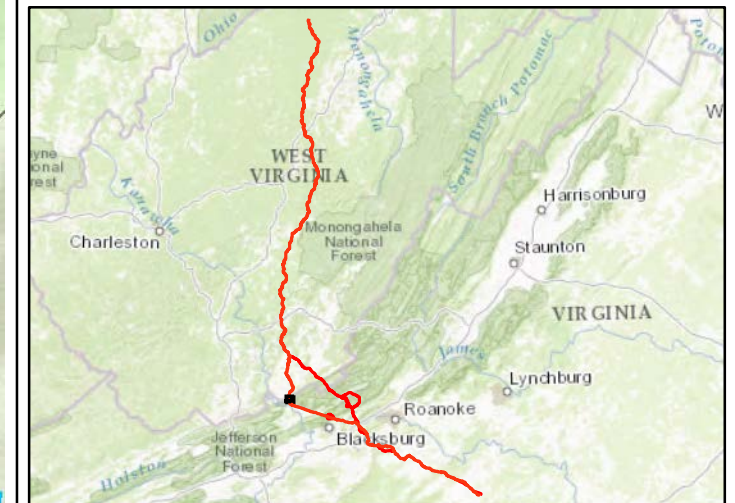 Ohio
Monongahela
South Branch Potomac
WEST
VIRGINIA
Kanawha
Harrisonburg
Charleston
Monongahela
National
Forest
Staunton
VIRGINIA
James
Lynchburg
Roanoke
Blacksburg
Jefferson
National
Forest
Holston